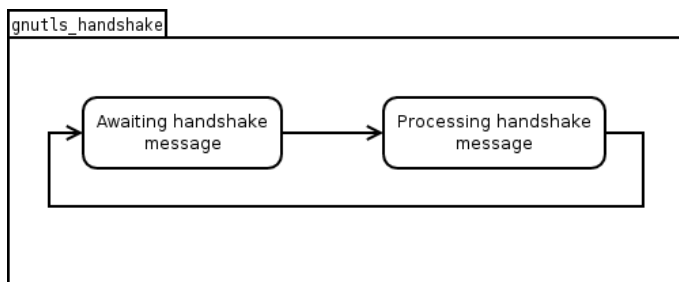 gnutls_handshake
Awaiting handshake
message
Processing handshake
message